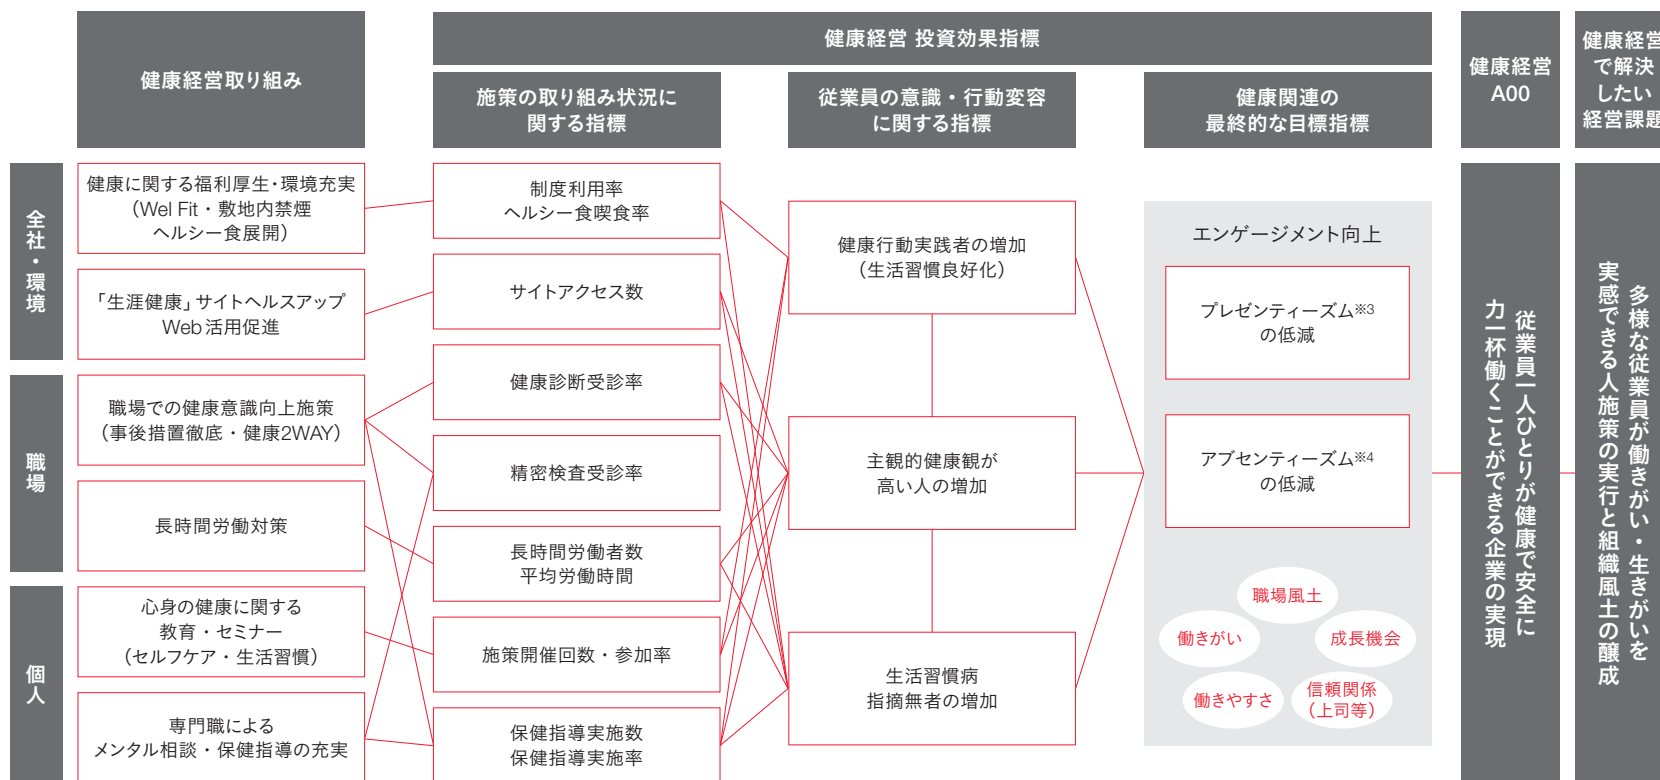 健康経営取り組み
健康経営 投資効果指標
施策の取り組み状況に
関する指標
従業員の意識・行動変容
に関する指標
健康関連の
最終的な目標指標
健康経営
A00
健康経営
で解決
したい
経営課題
全社・環境
健康に関する福利厚生・環境充実
(Wel Fit・敷地内禁煙
ヘルシー食展開)
「生涯健康」サイトヘルスアップ
Web活用促進
職場
職場での健康意識向上施策
(事後措置徹底・健康2WAY)
長時間労働対策
個人
心身の健康に関する
教育・セミナー
(セルフケア・生活習慣)
専門職による
メンタル相談・保健指導の充実
制度利用率
ヘルシー食喫食率
サイトアクセス数
健康診断受診率
精密検査受診率
長時間労働者数
平均労働時間
施策開催回数・参加率
保健指導実施数
保健指導実施率
健康行動実践者の増加
(生活習慣良好化)
主観的健康観が
高い人の増加
生活習慣病
指摘無者の増加
エンゲージメント向上
プレゼンティーズム※3
の低減
アブセンティーズム※4
の低減
職場風土
働きがい
成長機会
働きやすさ
信頼関係
(上司等)
従業員一人ひとりが健康で安全に
力一杯働くことができる企業の実現
多様な従業員が働きがい・生きがいを
実感できる人施策の実行と組織風土の醸成